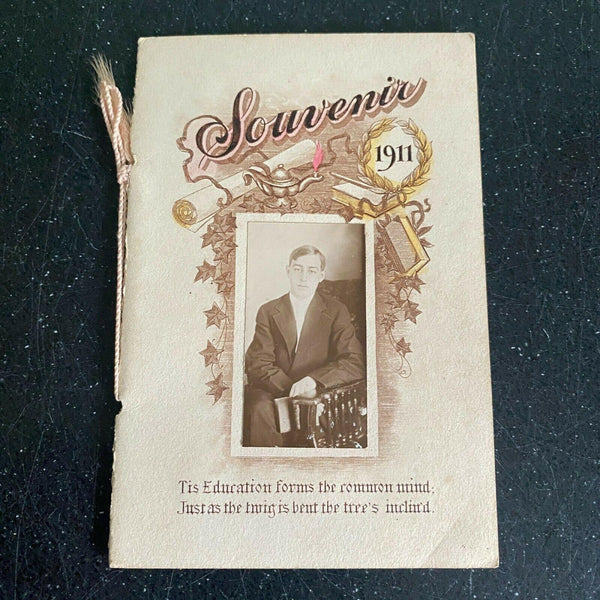 Souvenir
1911
Tis Education forms the common mind;
Just as the twig is bent the tree's inclin'd.